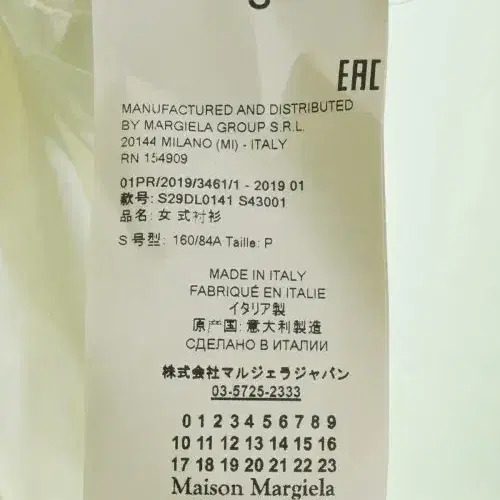 EAC
MANUFACTURED AND DISTRIBUTED
BY MARGIELA GROUP S.R.L.
20144 MILANO (MI) - ITALY
RN 154909
01PR/2019/3461/1 - 2019 01
款号: S29DL0141 S43001
品名: 女 式衬衫
S 号型: 160/84A Taille: P
MADE IN ITALY
FABRIQUÉ EN ITALIE
イタリア製
原产国: 意大利製造
СДЕЛАНО В ИТАЛИИ
株式会社マルジェラジャパン
03-5725-2333
0 1 2 3 4 5 6 7 8 9
10 11 12 13 14 15 16
17 18 19 20 21 22 23
Maison Margiela